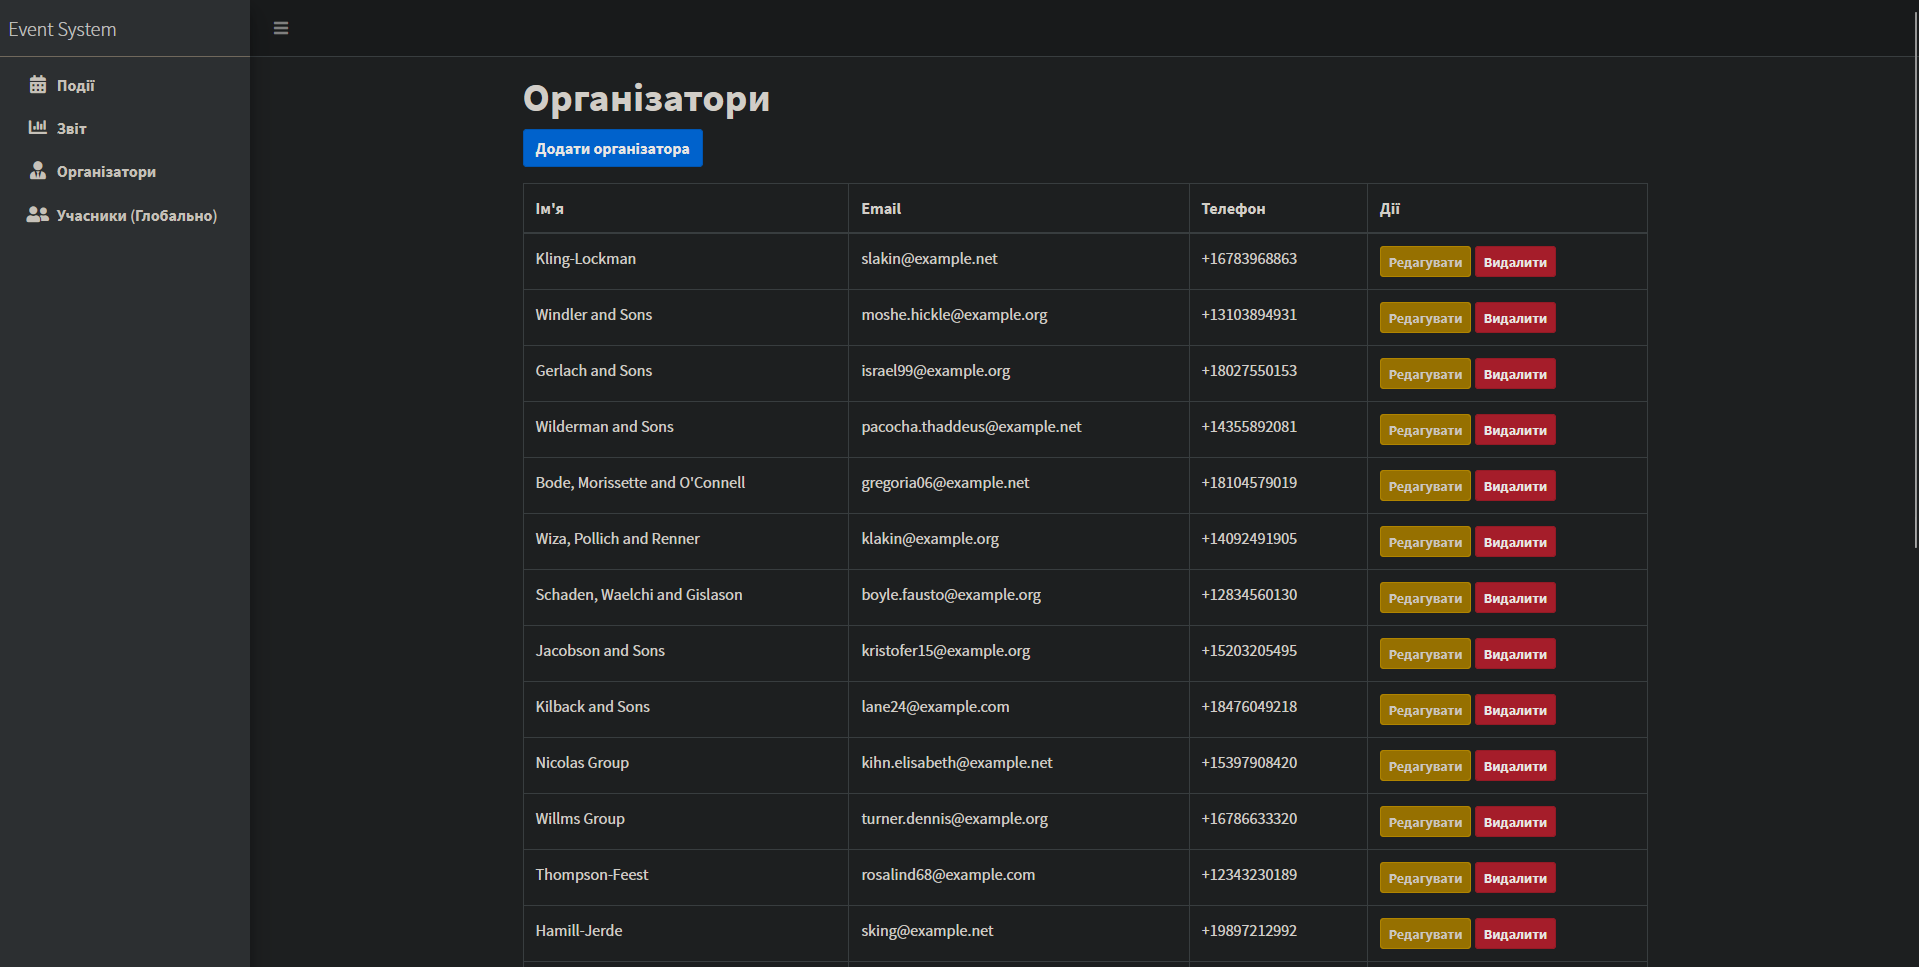 Event System
Події
Звіт
Організатори
Учасники (Глобально)
Організатори
Додати організатора
Ім'я Email Телефон Дії
Kling-Lockman slakin@example.net +16783968863 Редагувати Видалити
Windler and Sons moshe.hickle@example.org +13103894931 Редагувати Видалити
Gerlach and Sons israel99@example.org +18027550153 Редагувати Видалити
Wilderman and Sons pacocha.thaddeus@example.net +14355892081 Редагувати Видалити
Bode, Morissette and O'Connell gregoria06@example.net +18104579019 Редагувати Видалити
Wiza, Pollich and Renner klakin@example.org +14092491905 Редагувати Видалити
Schaden, Waelchi and Gislason boyle.fausto@example.org +12834560130 Редагувати Видалити
Jacobson and Sons kristofer15@example.org +15203205495 Редагувати Видалити
Kilback and Sons lane24@example.com +18476049218 Редагувати Видалити
Nicolas Group kihn.elisabeth@example.net +15397908420 Редагувати Видалити
Willms Group turner.dennis@example.org +16786633320 Редагувати Видалити
Thompson-Feest rosalind68@example.com +12343230189 Редагувати Видалити
Hamill-Jerde sking@example.net +19897212992 Редагувати Видалити